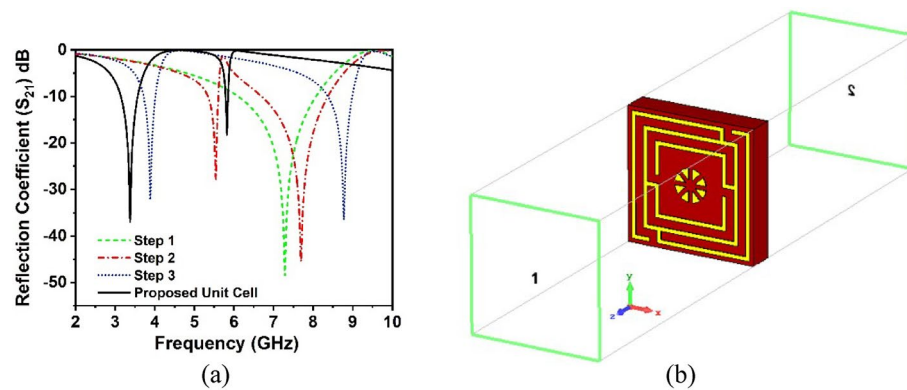 Reflection Coefficient (S21) dB
0
-10
-20
-30
-40
-50
Step 1
Step 2
Step 3
Proposed Unit Cell
2 3 4 5 6 7 8 9 10
Frequency (GHz)
(a)
1
2
y
x
z
(b)